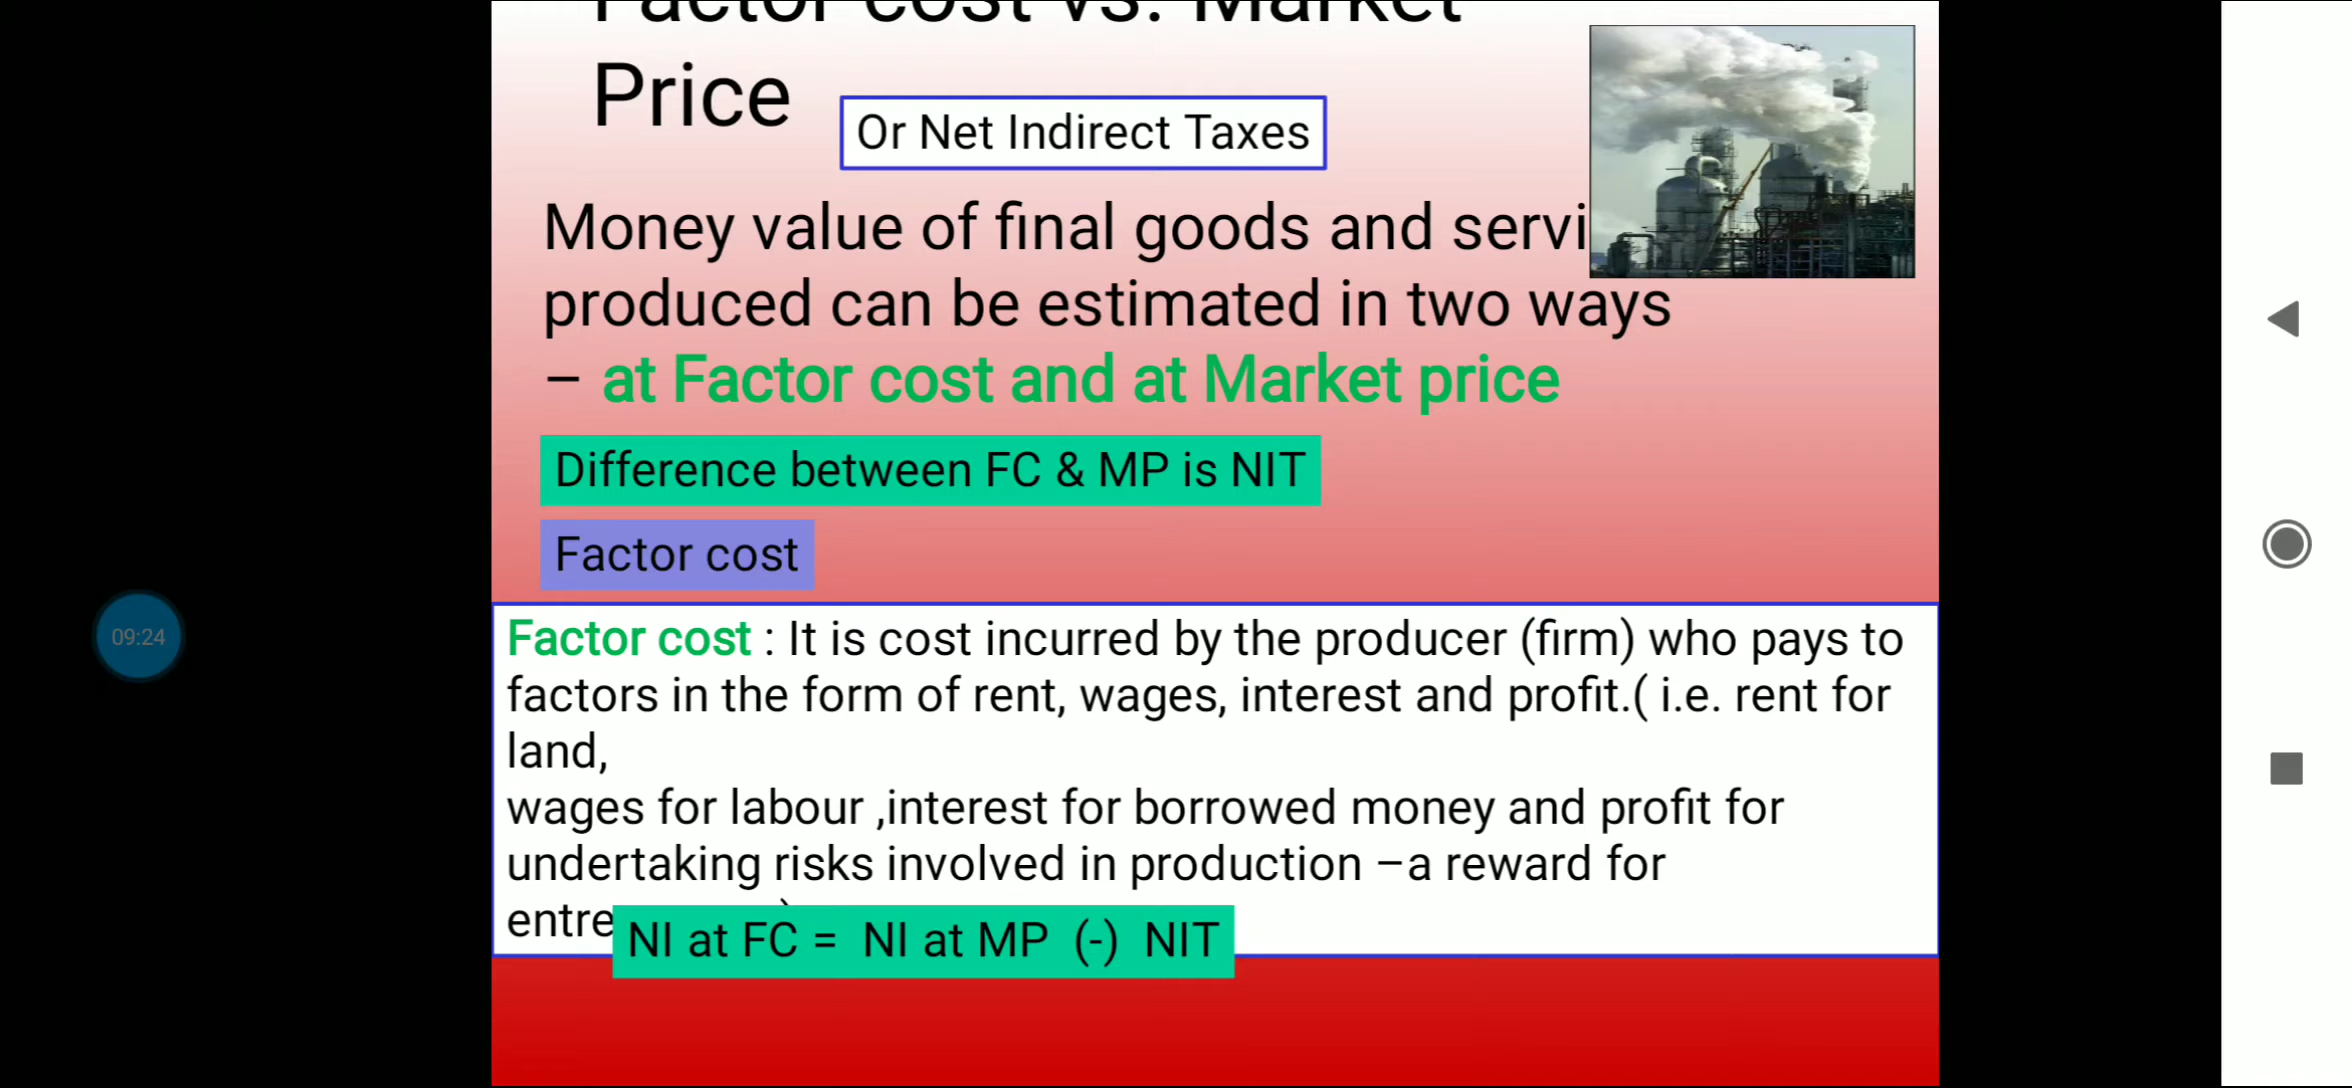 Factor cost vs. Market
Price
Or Net Indirect Taxes
Money value of final goods and servi
produced can be estimated in two ways
– at Factor cost and at Market price
Difference between FC & MP is NIT
Factor cost
Factor cost : It is cost incurred by the producer (firm) who pays to
factors in the form of rent, wages, interest and profit.( i.e. rent for
land,
wages for labour ,interest for borrowed money and profit for
undertaking risks involved in production –a reward for
entre
NI at FC = NI at MP (-) NIT
09:24